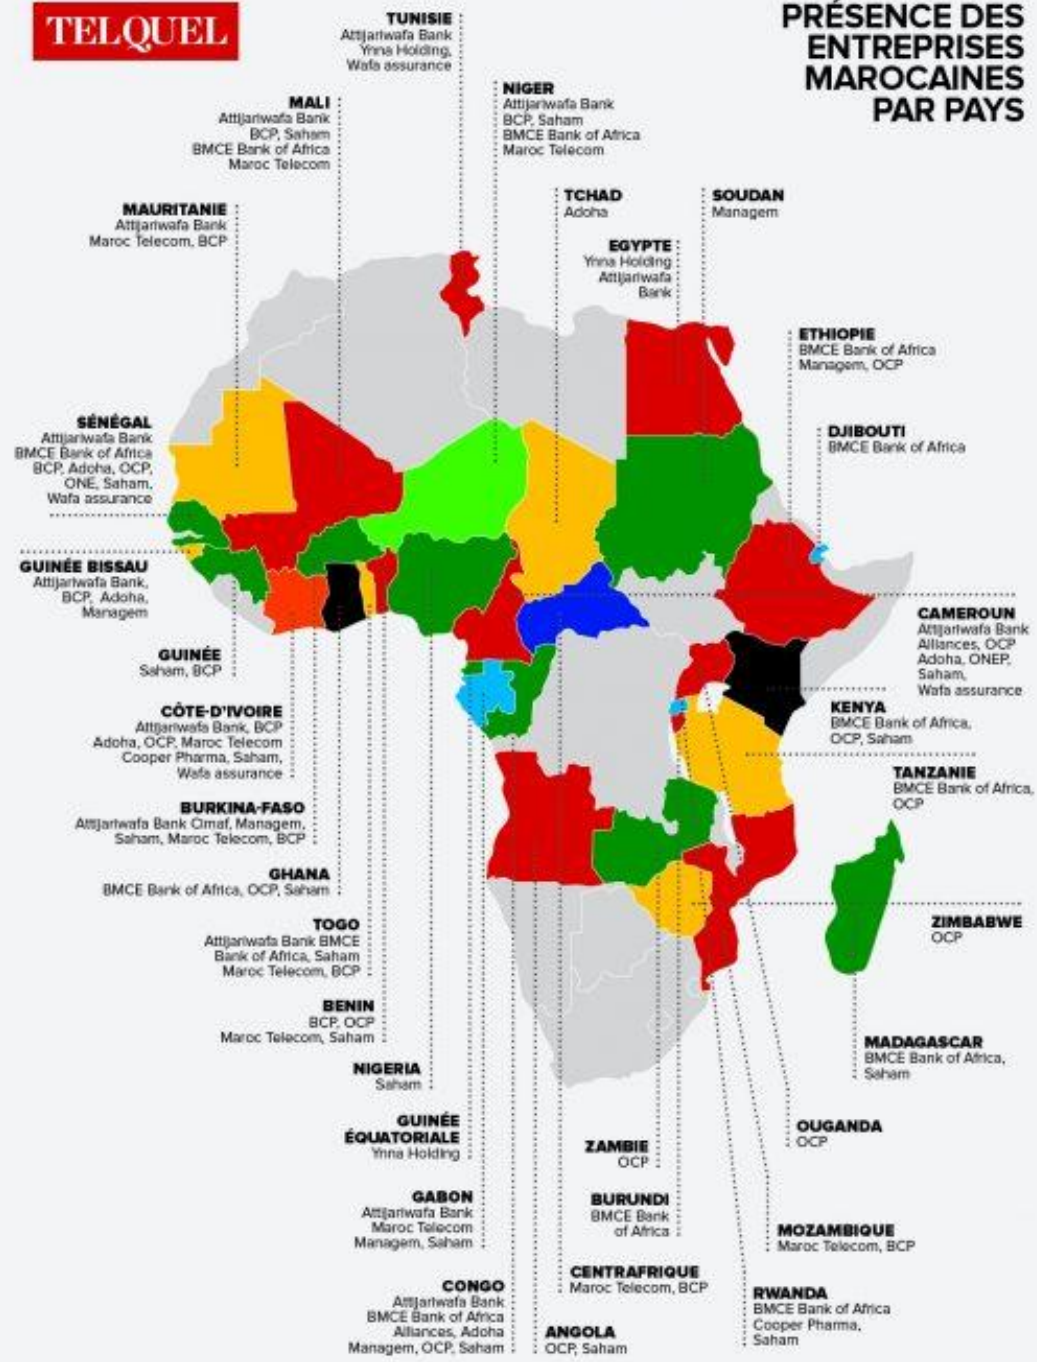 TELQUEL
PRÉSENCE DES
ENTREPRISES
MAROCAINES
PAR PAYS
TUNISIE
Attijariwafa Bank
Ynna Holding,
Wafa assurance
NIGER
Attijariwafa Bank
BCP, Saham
BMCE Bank of Africa
Maroc Telecom
MALI
Attijariwafa Bank
BCP, Saham
BMCE Bank of Africa
Maroc Telecom
MAURITANIE
Attijariwafa Bank
Maroc Telecom, BCP
TCHAD
Adoha
SOUDAN
Managem
EGYPTE
Ynna Holding
Attijariwafa
Bank
ETHIOPIE
BMCE Bank of Africa
Managem, OCP
DJIBOUTI
BMCE Bank of Africa
SÉNÉGAL
Attijariwafa Bank
BMCE Bank of Africa
BCP, Adoha, OCP,
ONE, Saham,
Wafa assurance
GUINÉE BISSAU
Attijariwafa Bank,
BCP, Adoha,
Managem
GUINÉE
Saham, BCP
CÔTE-D'IVOIRE
Attijariwafa Bank, BCP
Adoha, OCP, Maroc Telecom
Cooper Pharma, Saham,
Wafa assurance
BURKINA-FASO
Attijariwafa Bank Cimaf, Managem,
Saham, Maroc Telecom, BCP
GHANA
BMCE Bank of Africa, OCP, Saham
TOGO
Attijariwafa Bank BMCE
Bank of Africa, Saham
Maroc Telecom, BCP
BENIN
BCP, OCP
Maroc Telecom, Saham
NIGERIA
Saham
GUINÉE
ÉQUATORIALE
Ynna Holding
GABON
Attijariwafa Bank
Maroc Telecom
Managem, Saham
CONGO
Attijariwafa Bank
BMCE Bank of Africa
Alliances, Adoha
Managem, OCP, Saham
ANGOLA
OCP, Saham
CENTRAFRIQUE
Maroc Telecom, BCP
BURUNDI
BMCE Bank
of Africa
ZAMBIE
OCP
CAMEROUN
Attijariwafa Bank
Alliances, OCP
Adoha, ONEP,
Saham,
Wafa assurance
KENYA
BMCE Bank of Africa,
OCP, Saham
TANZANIE
BMCE Bank of Africa,
OCP
ZIMBABWE
OCP
MADAGASCAR
BMCE Bank of Africa,
Saham
OUGANDA
OCP
MOZAMBIQUE
Maroc Telecom, BCP
RWANDA
BMCE Bank of Africa
Cooper Pharma,
Saham